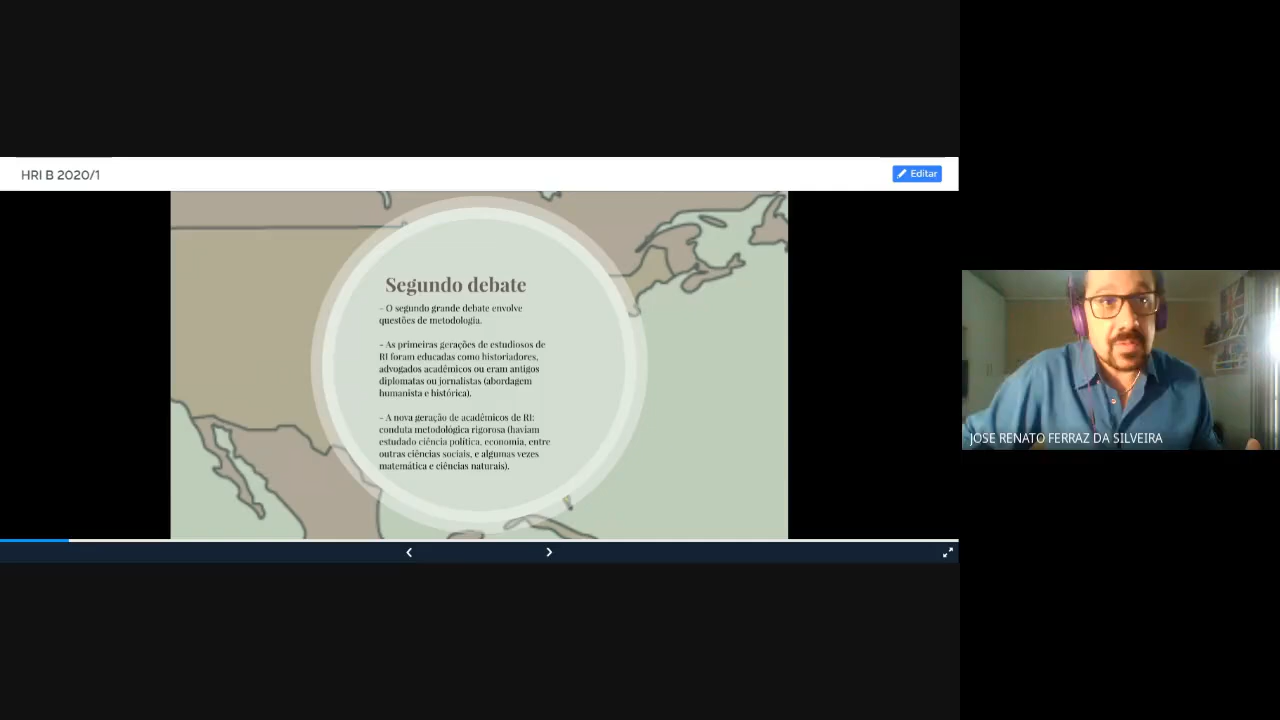 HRI B 2020/1
Editar
Segundo debate
- O segundo grande debate envolve
questões de metodologia.
- As primeiras gerações de estudiosos de
RI foram educadas como historiadores,
advogados acadêmicos ou eram antigos
diplomatas ou jornalistas (abordagem
humanista e histórica).
- A nova geração de acadêmicos de RI:
conduta metodológica rigorosa (haviam
estudado ciência política, economia, entre
outras ciências sociais, e algumas vezes
matemática e ciências naturais).
JOSE RENATO FERRAZ DA SILVEIRA